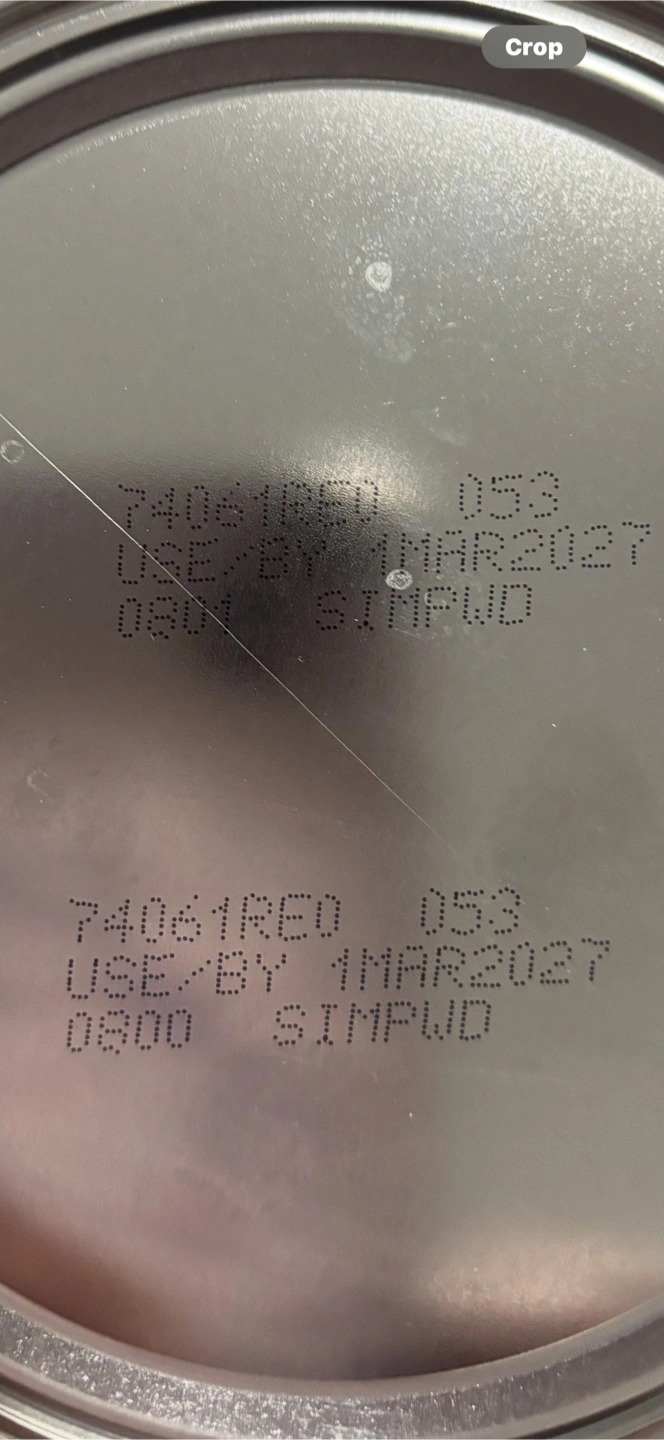 Crop
74061RE0 053
USE/BY 1MAR2027
0801 SIMPWD
74061RE0 053
USE/BY 1MAR2027
0800 SIMPWD